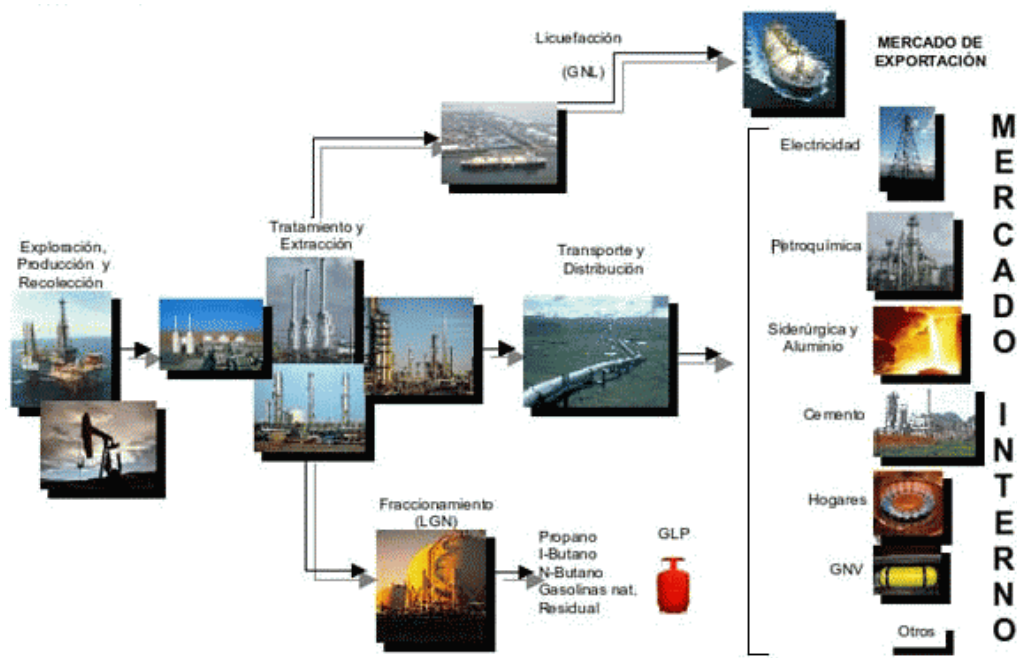 Licuefacción
(GNL)
MERCADO DE
EXPORTACIÓN
Exploración,
Producción y
Recolección
Tratamiento y
Extracción
Transporte y
Distribución
Fraccionamiento
(LGN)
Propano
I-Butano
N-Butano
Gasolinas nat.
Residual
GLP
Electricidad
Petroquímica
Siderúrgica y
Aluminio
Cemento
Hogares
GNV
Otros
MERCADO
INTERNO